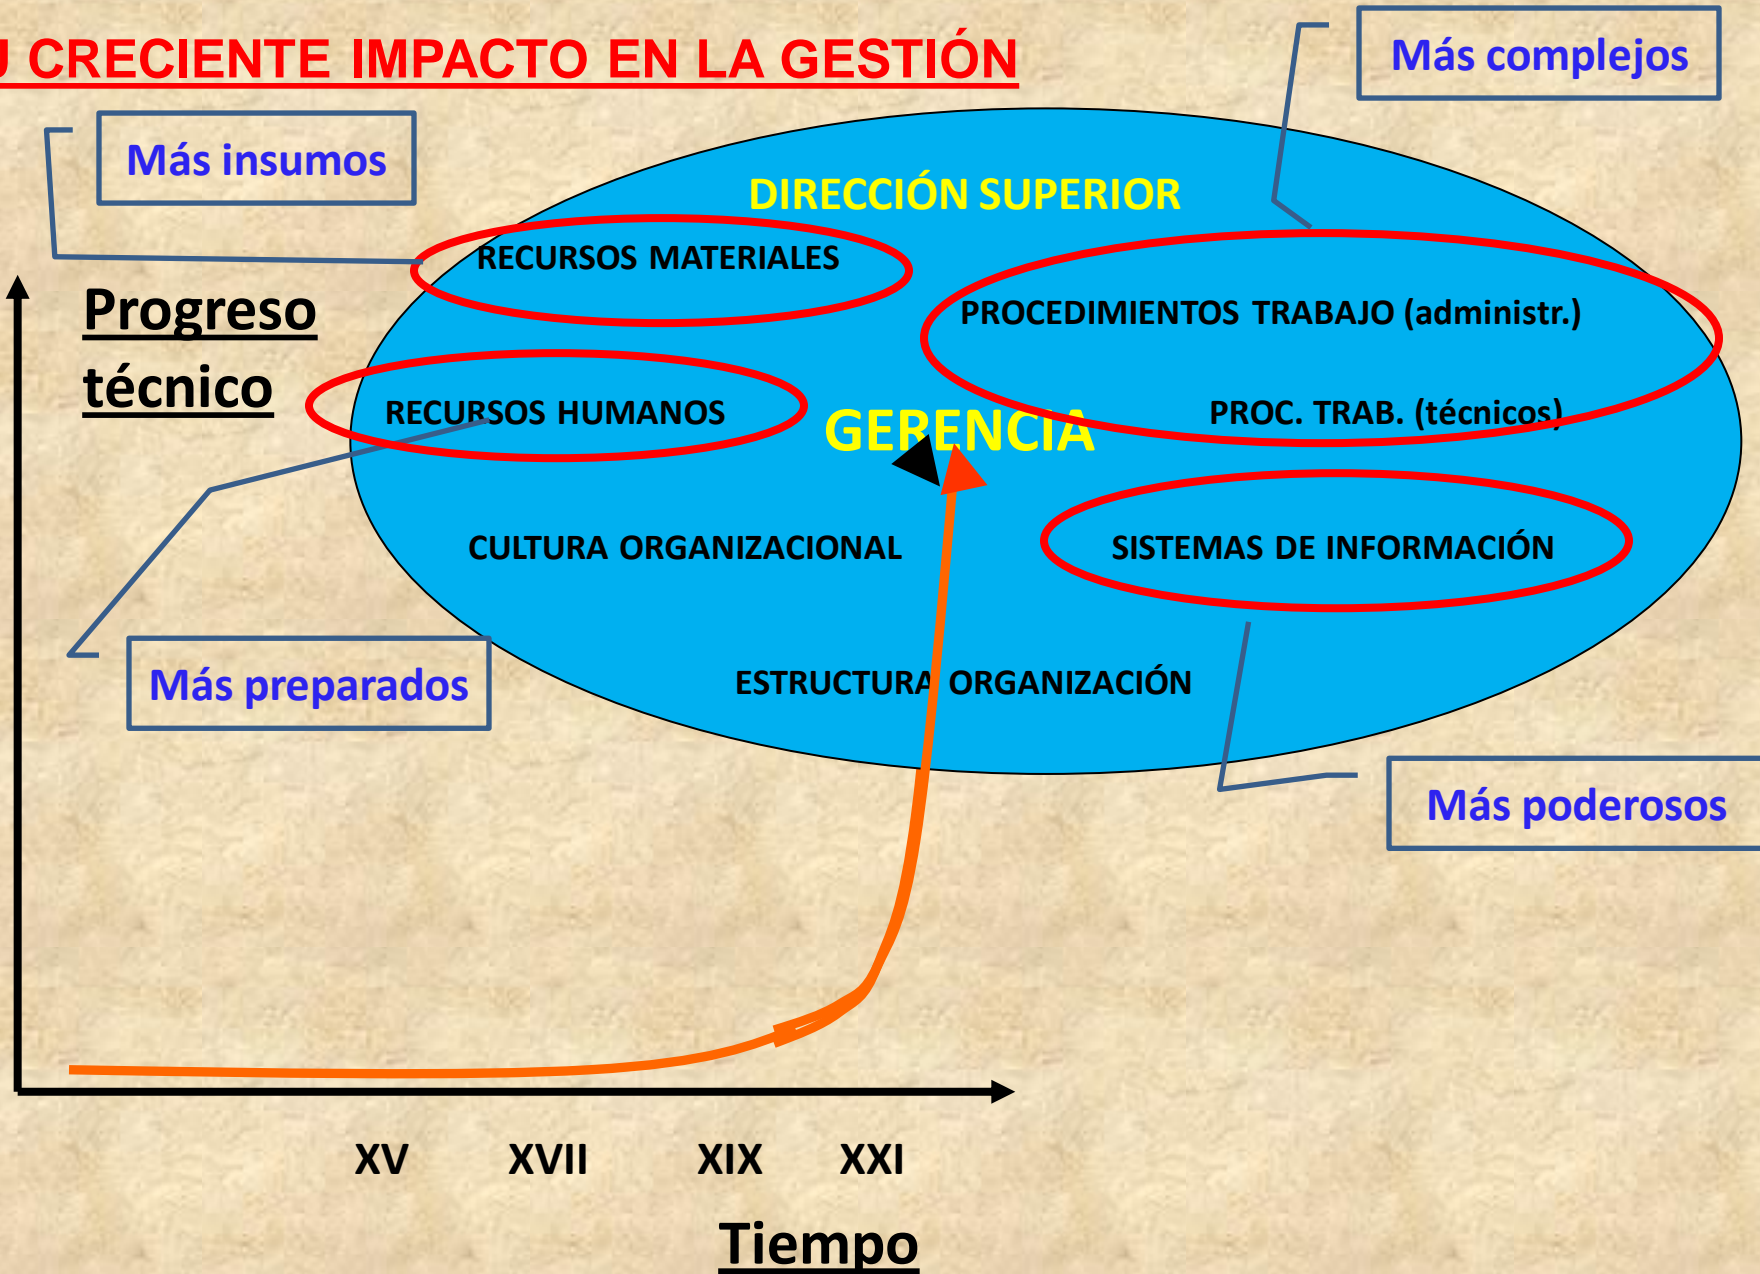 CRECIENTE IMPACTO EN LA GESTIÓN
Más complejos
Más insumos
DIRECCIÓN SUPERIOR
RECURSOS MATERIALES
Progreso
técnico
PROCEDIMIENTOS TRABAJO (administr.)
RECURSOS HUMANOS
GERENCIA
PROC. TRAB. (técnicos)
CULTURA ORGANIZACIONAL
SISTEMAS DE INFORMACIÓN
Más preparados
ESTRUCTURA ORGANIZACIÓN
Más poderosos
XV XVII XIX XXI
Tiempo